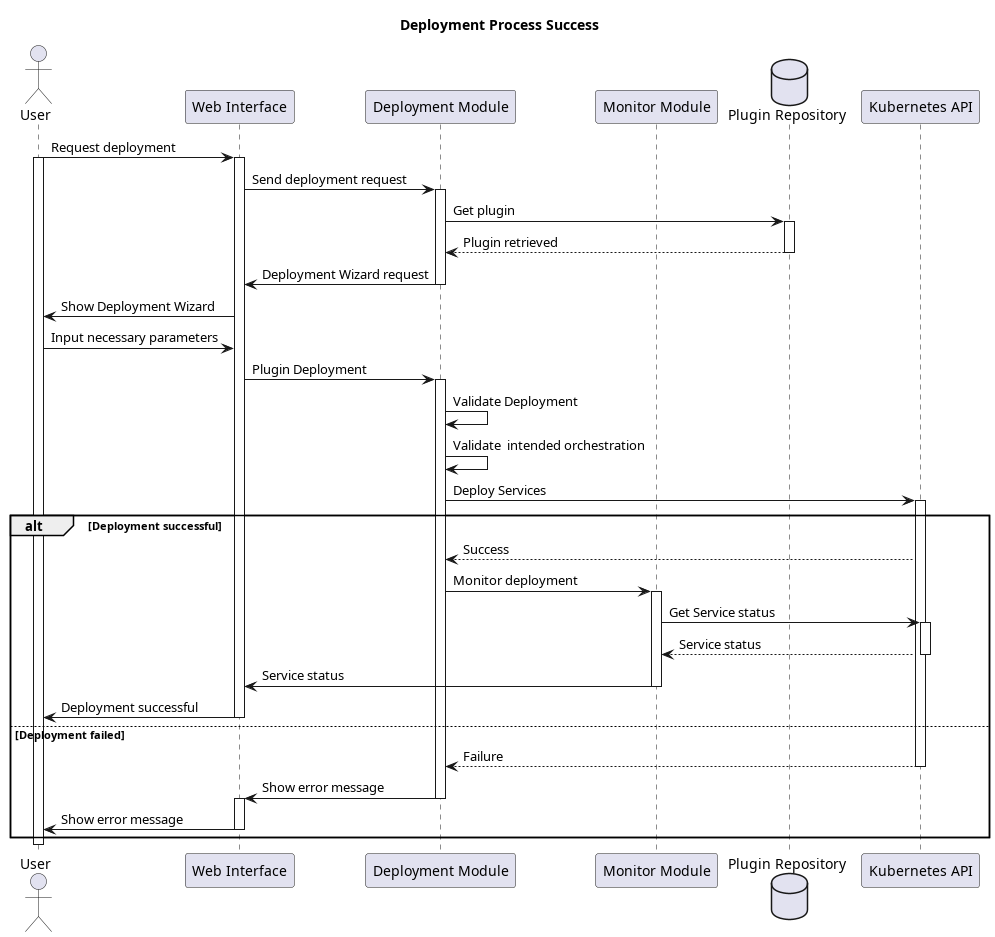 Deployment Process Success
User
Web Interface
Deployment Module
Monitor Module
Plugin Repository
Kubernetes API
Request deployment
Send deployment request
Get plugin
Plugin retrieved
Deployment Wizard request
Show Deployment Wizard
Input necessary parameters
Plugin Deployment
Validate Deployment
Validate  intended orchestration
Deploy Services
alt
[Deployment successful]
Success
Monitor deployment
Get Service status
Service status
Service status
Deployment successful
[Deployment failed]
Failure
Show error message
Show error message
User
Web Interface
Deployment Module
Monitor Module
Plugin Repository
Kubernetes API